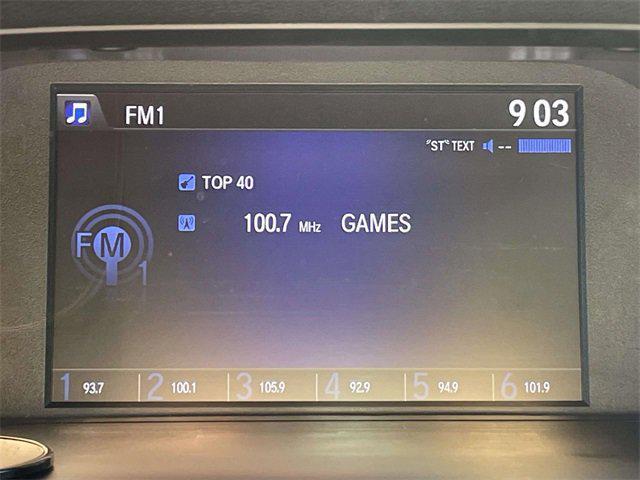 FM1 9 03
"ST" TEXT --
TOP 40
100.7 MHz GAMES
FM 1
1 93.7 2 100.1 3 105.9 4 92.9 5 94.9 6 101.9